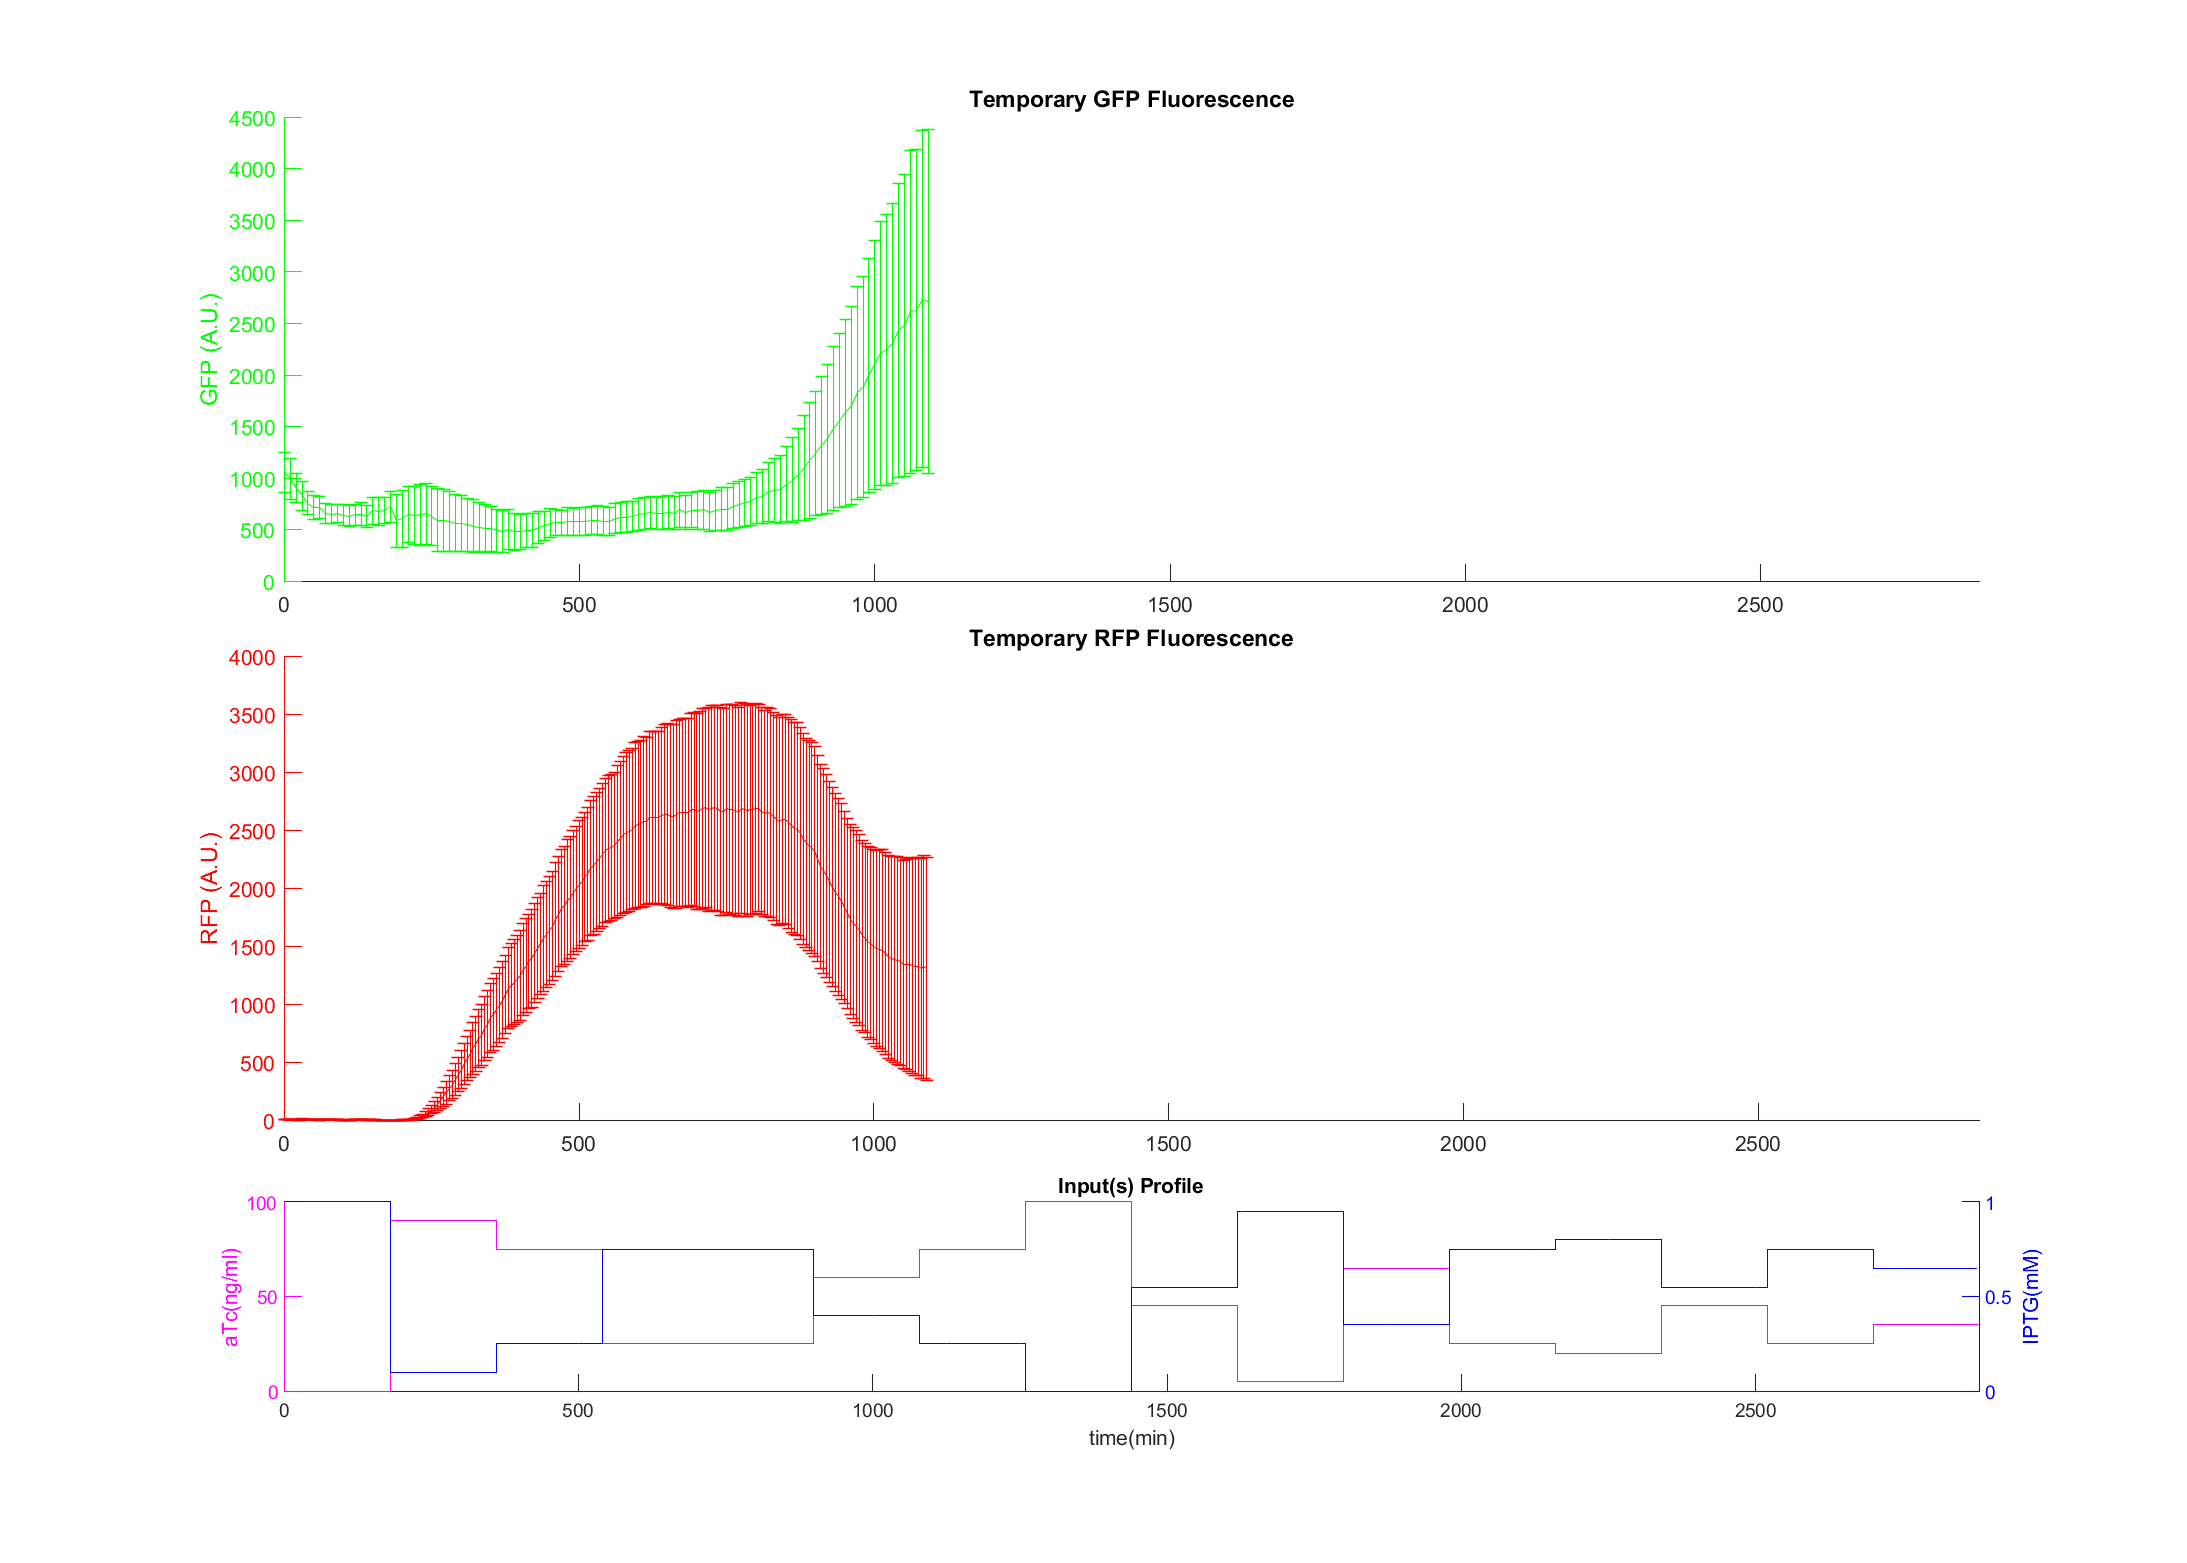 Temporary GFP Fluorescence
4500
4000
3500
3000
2500
2000
1500
1000
500
0
GFP (A.U.)
0 500 1000 1500 2000 2500
Temporary RFP Fluorescence
4000
3500
3000
2500
2000
1500
1000
500
0
RFP (A.U.)
0 500 1000 1500 2000 2500
Input(s) Profile
100
50
0
aTc(ng/ml)
1
0.5
0
IPTG(mM)
0 500 1000 1500 2000 2500
time(min)